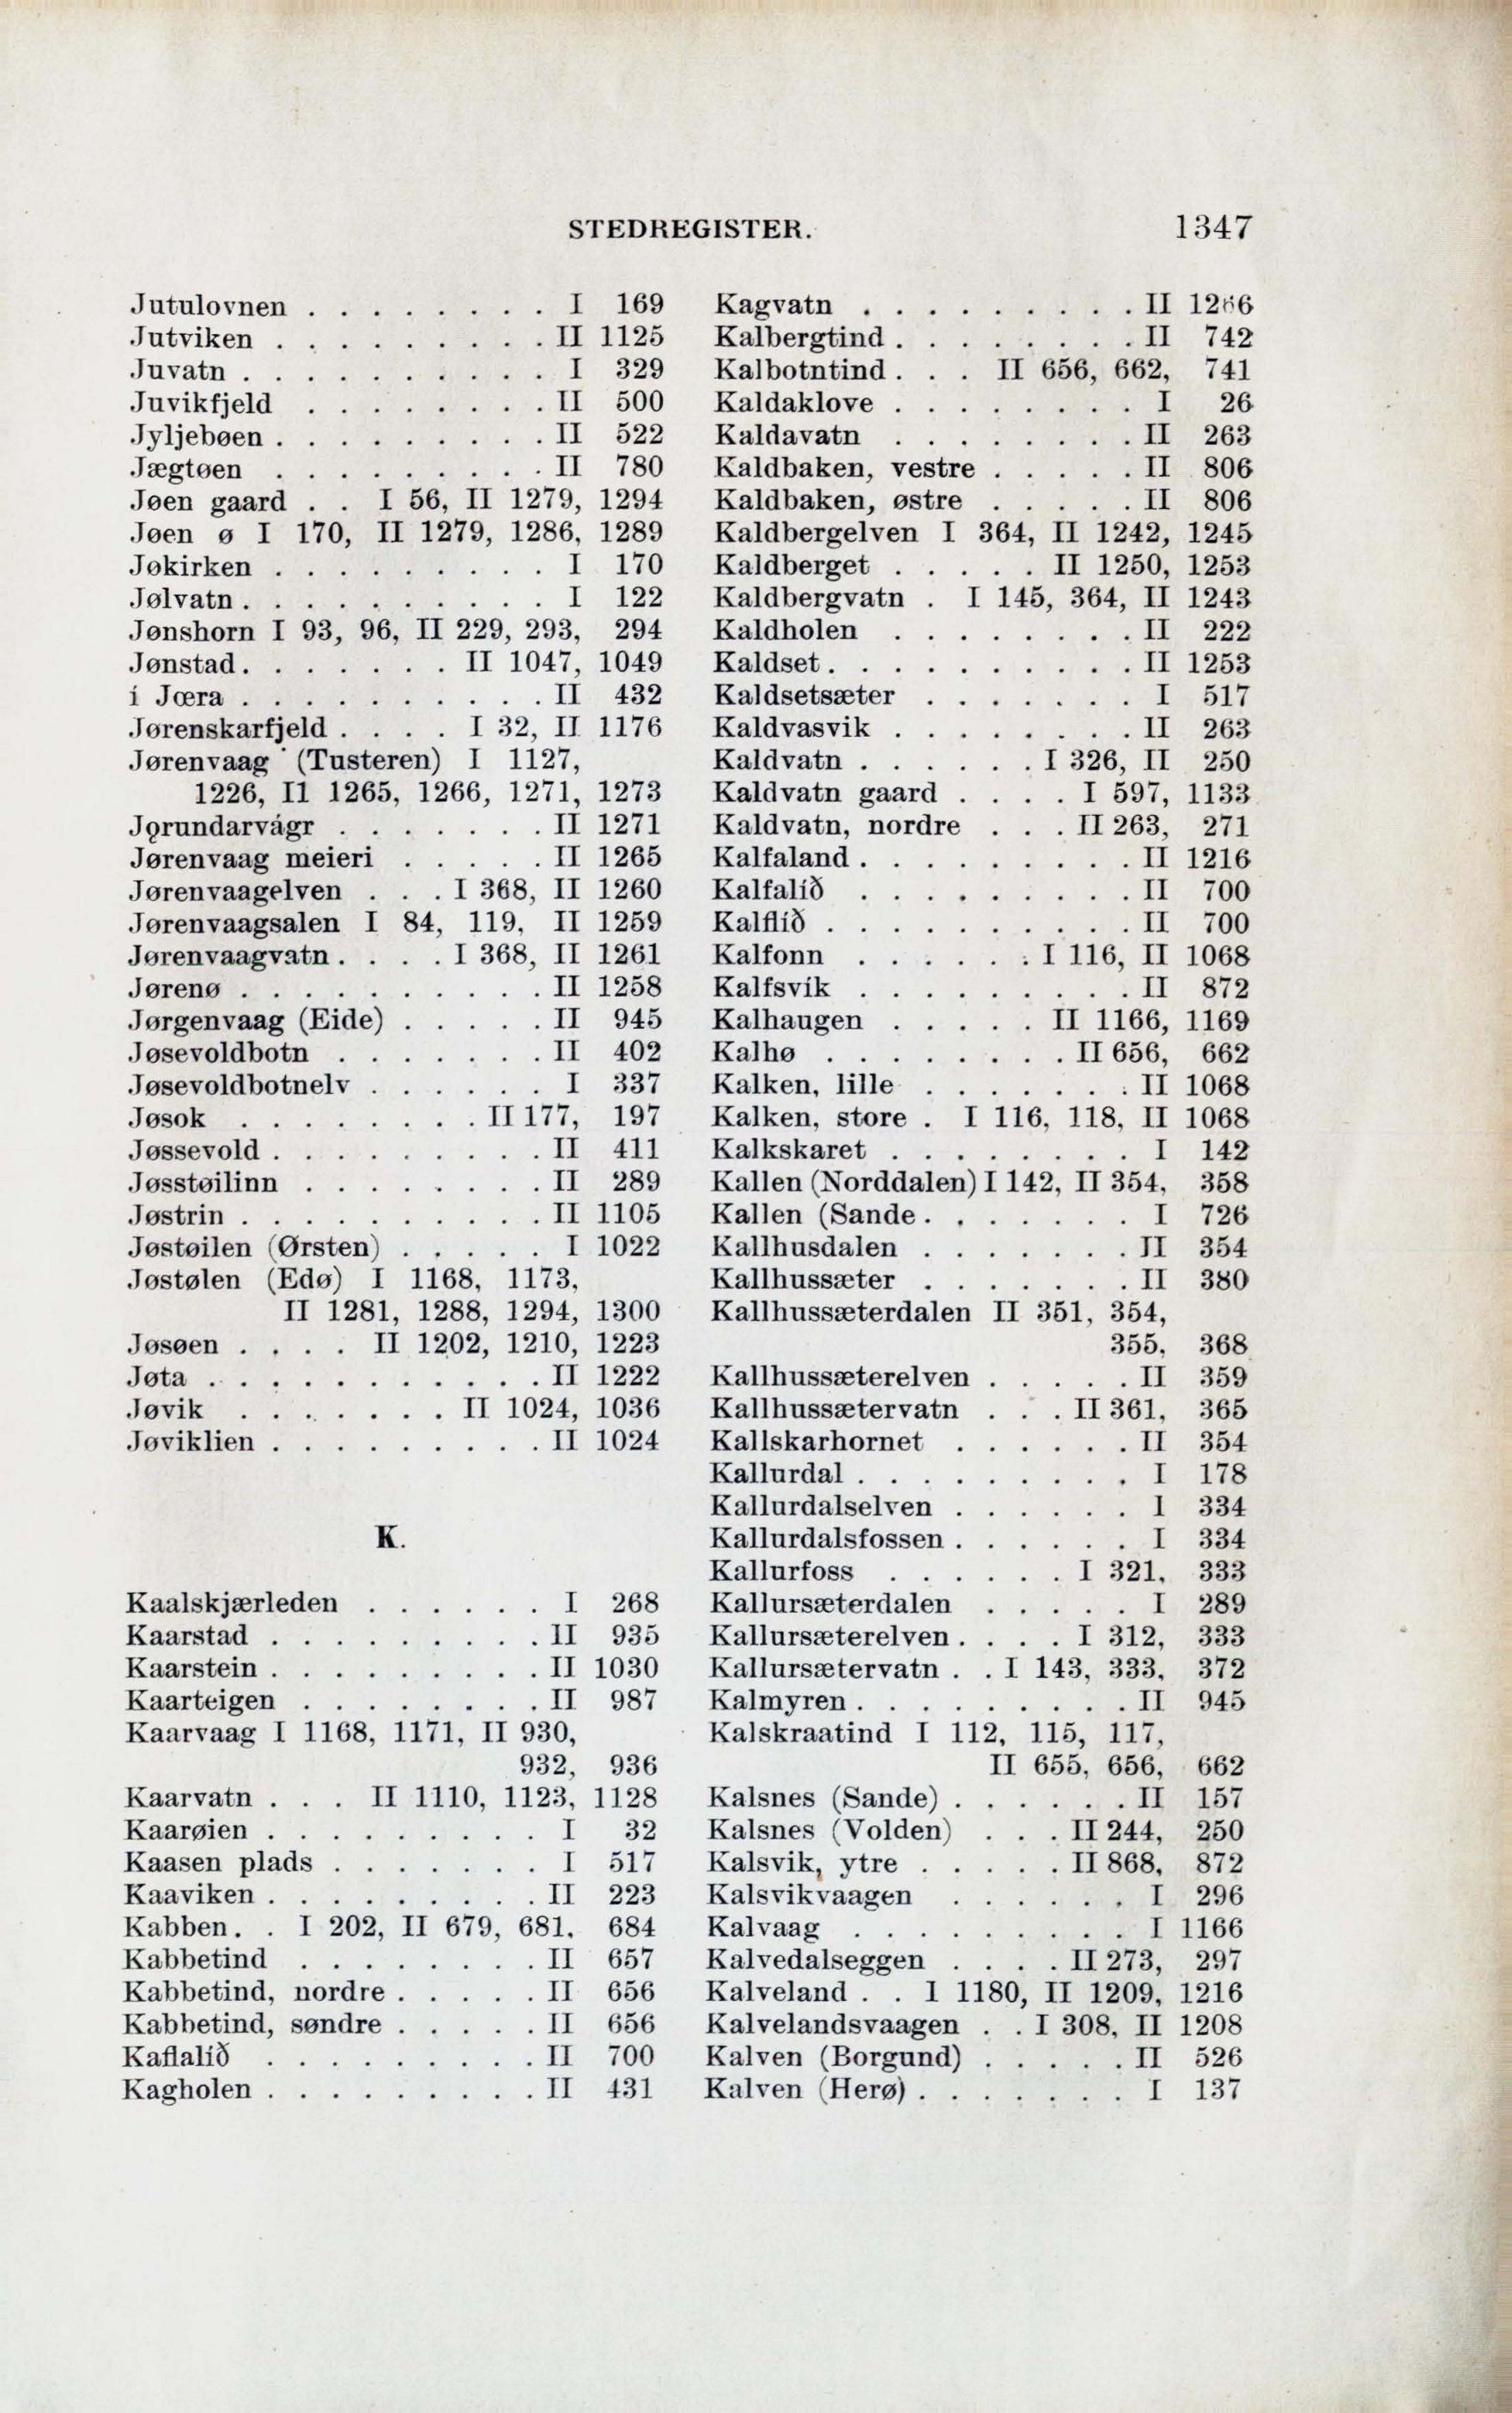 STEDREGISTER. 1347
Jutulovnen . . . . . . . . I 169
Jutviken . . . . . . . . . II 1125
Juvatn . . . . . . . . . . I 329
Juvikfjeld . . . . . . . . II 500
Jyljebøen . . . . . . . . . II 522
Jægtøen . . . . . . . . . II 780
Jøen gaard . . I 56, II 1279, 1294
Jøen ø I 170, II 1279, 1286, 1289
Jøkirken . . . . . . . . . I 170
Jølvatn . . . . . . . . . . I 122
Jønshorn I 93, 96, II 229, 293, 294
Jønstad . . . . . . . II 1047, 1049
i Jœra . . . . . . . . . . II 432
Jørenskarfjeld . . . . I 32, II 1176
Jørenvaag (Tusteren) I 1127,
1226, II 1265, 1266, 1271, 1273
Jǫrundarvágr . . . . . . . II 1271
Jørenvaag meieri . . . . . II 1265
Jørenvaagelven . . . I 368, II 1260
Jørenvaagsalen I 84, 119, II 1259
Jørenvaagvatn . . . . I 368, II 1261
Jørenø . . . . . . . . . . II 1258
Jørgenvaag (Eide) . . . . . II 945
Jøsevoldbotn . . . . . . . II 402
Jøsevoldbotnelv . . . . . . I 337
Jøsok . . . . . . . . II 177, 197
Jøssevold . . . . . . . . . II 411
Jøsstøilinn . . . . . . . . II 289
Jøstrin . . . . . . . . . . II 1105
Jøstøilen (Ørsten) . . . . . I 1022
Jøstølen (Edø) I 1168, 1173,
II 1281, 1288, 1294, 1300
Jøsøen . . . . II 1202, 1210, 1223
Jøta . . . . . . . . . . . II 1222
Jøvik . . . . . . . II 1024, 1036
Jøviklien . . . . . . . . . II 1024
K.
Kaalskjærleden . . . . . . I 268
Kaarstad . . . . . . . . . II 935
Kaarstein . . . . . . . . . II 1030
Kaarteigen . . . . . . . . II 987
Kaarvaag I 1168, 1171, II 930,
932, 936
Kaarvatn . . . II 1110, 1123, 1128
Kaarøien . . . . . . . . . I 32
Kaasen plads . . . . . . . I 517
Kaaviken . . . . . . . . . II 223
Kabben. . I 202, II 679, 681, 684
Kabbetind . . . . . . . . II 657
Kabbetind, nordre . . . . . II 656
Kabbetind, søndre . . . . . II 656
Kaflalið . . . . . . . . . II 700
Kagholen . . . . . . . . . II 431
Kagvatn . . . . . . . . . II
Kalbergtind . . . . . . . . II 742
Kalbotntind . . . II 656, 662, 741
Kaldaklove . . . . . . . . I 26
Kaldavatn . . . . . . . . II 263
Kaldbaken, vestre . . . . . II 806
Kaldbaken, østre . . . . . II 806
Kaldbergelven I 364, II 1242, 1245
Kaldberget . . . . . II 1250, 1253
Kaldbergvatn . I 145, 364, II 1243
Kaldholen . . . . . . . . II 222
Kaldset . . . . . . . . . . II 1253
Kaldsetsæter . . . . . . . I 517
Kaldvasvik . . . . . . . . II 263
Kaldvatn . . . . . . I 326, II 250
Kaldvatn gaard . . . . I 597, 1133
Kaldvatn, nordre . . . II 263, 271
Kalfaland . . . . . . . . . II 1216
Kalfalið . . . . . . . . . II 700
Kalflið . . . . . . . . . . II 700
Kalfonn . . . . . . I 116, II 1068
Kalfsvik . . . . . . . . . II 872
Kalhaugen . . . . . II 1166, 1169
Kalhø . . . . . . . . II 656, 662
Kalken, lille . . . . . . . II 1068
Kalken, store . I 116, 118, II 1068
Kalkskaret . . . . . . . . I 142
Kallen (Norddalen) I 142, II 354, 358
Kallen (Sande . . . . . . . I 726
Kallhusdalen . . . . . . . II 354
Kallhussæter . . . . . . . II 380
Kallhussæterdalen II 351, 354,
355, 368
Kallhussæterelven . . . . . II 359
Kallhussætervatn . . . II 361, 365
Kallskarhornet . . . . . . II 354
Kallurdal . . . . . . . . . I 178
Kallurdalselven . . . . . . I 334
Kallurdalsfossen . . . . . . I 334
Kallurfoss . . . . . . I 321, 333
Kallursæterdalen . . . . . I 289
Kallursæterelven . . . . I 312, 333
Kallursætervatn . . I 143, 333, 372
Kalmyren . . . . . . . . . II 945
Kalskraatind I 112, 115, 117,
II 655, 656, 662
Kalsnes (Sande) . . . . . . II 157
Kalsnes (Volden) . . . II 244, 250
Kalsvik, ytre . . . . . II 868, 872
Kalsvikvaagen . . . . . . I 296
Kalvaag . . . . . . . . . I 1166
Kalvedalseggen . . . . II 273, 297
Kalveland . . I 1180, II 1209, 1216
Kalvelandsvaagen . . I 308, II 1208
Kalven (Borgund) . . . . . II 526
Kalven (Herø) . . . . . . . I 137